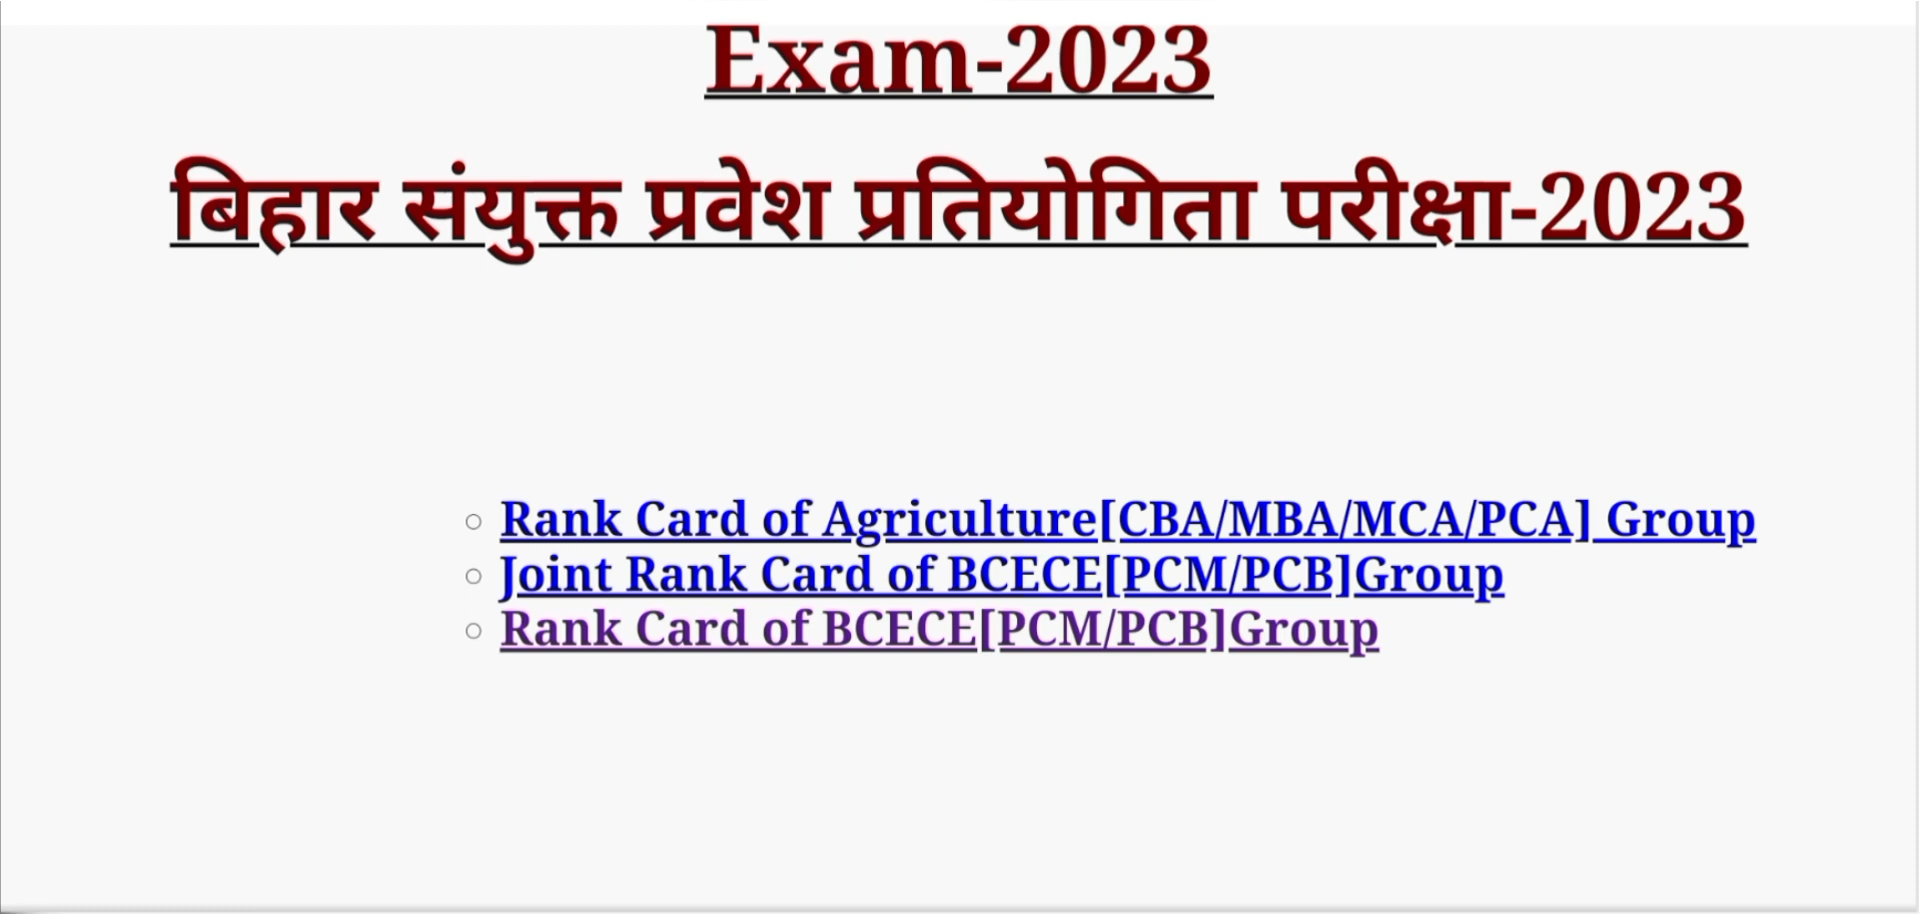 Exam-2023
बिहार संयुक्त प्रवेश प्रतियोगिता परीक्षा-2023
Rank Card of Agriculture[CBA/MBA/MCA/PCA] Group
Joint Rank Card of BCECE[PCM/PCB]Group
Rank Card of BCECE[PCM/PCB]Group